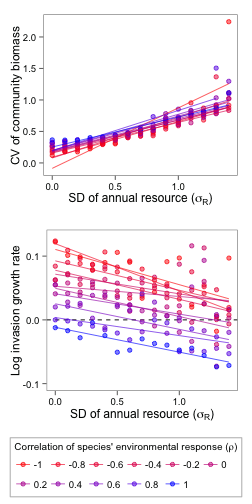 CV of community biomass
2.0
1.5
1.0
0.5
0.0
0.0 0.5 1.0
SD of annual resource (σR)
Log invasion growth rate
0.1
0.0
-0.1
0.0 0.5 1.0
SD of annual resource (σR)
Correlation of species' environmental response (ρ)
-1 -0.8 -0.6 -0.4 -0.2 0
0.2 0.4 0.6 0.8 1